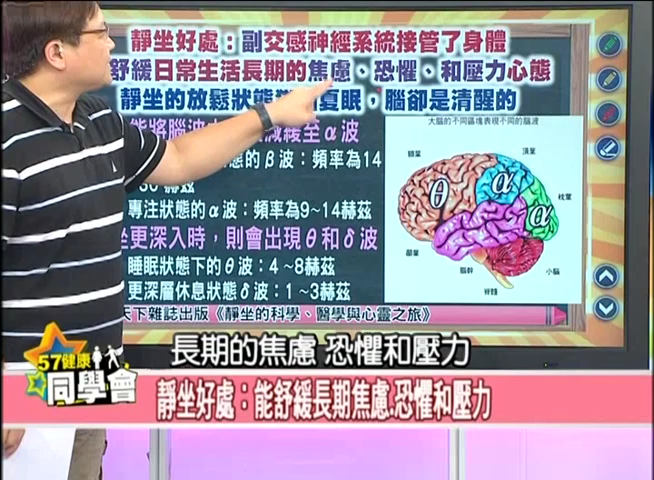 靜坐好處：副交感神經系統接管了身體
舒緩日常生活長期的焦慮、恐懼、和壓力心態
靜坐的放鬆狀態 夏眠，腦卻是清醒的
能將腦波 減緩至α波
態的β波：頻率為14
30 赫茲
專注狀態的α波：頻率為9~14赫茲
坐更深入時，則會出現θ和δ波
睡眠狀態下的θ波：4~8赫茲
更深層休息狀態δ波：1~3赫茲
天下雜誌出版《靜坐的科學、醫學與心靈之旅》
大腦的不同區塊表現不同的腦波
額葉
頂葉
枕葉
顳葉
腦幹
小腦
脊髓
θ
α
α
長期的焦慮 恐懼和壓力
57健康
同學會
靜坐好處：能舒緩長期焦慮.恐懼和壓力